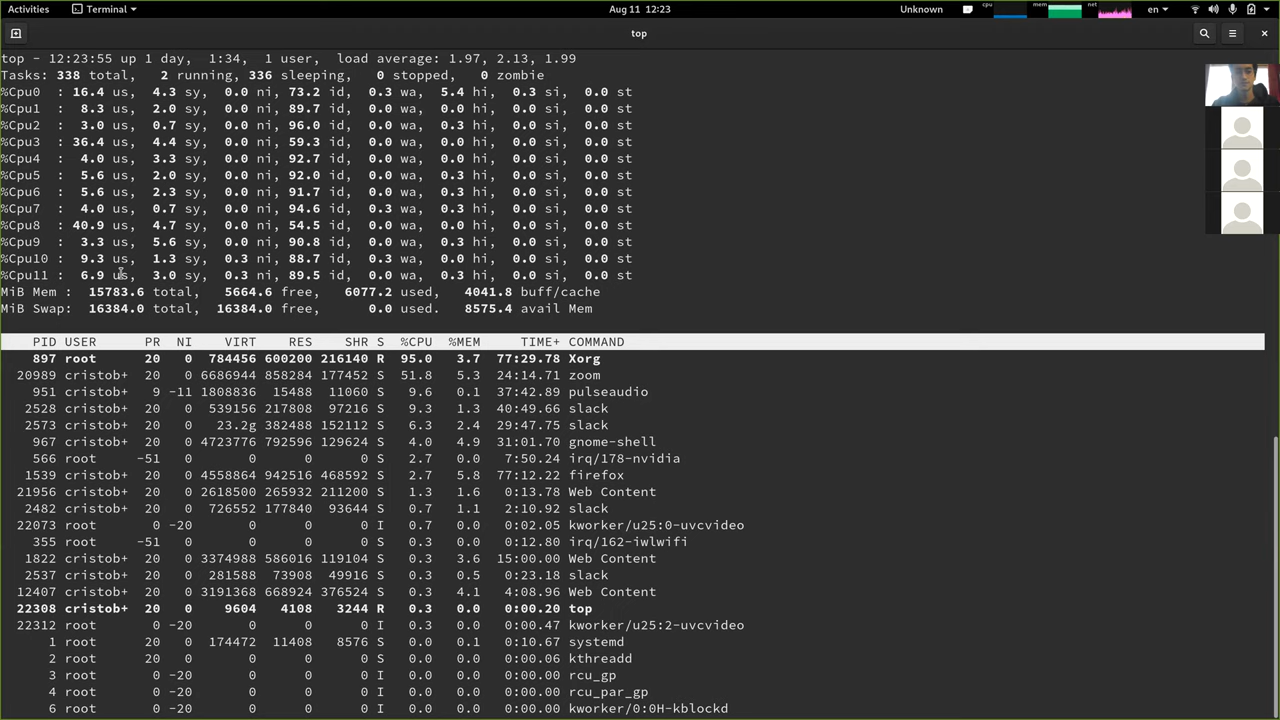 Activities Terminal Aug 11 12:23 Unknown cpu mem net en
top
top - 12:23:55 up 1 day, 1:34, 1 user, load average: 1.97, 2.13, 1.99
Tasks: 338 total, 2 running, 336 sleeping, 0 stopped, 0 zombie
%Cpu0 : 16.4 us, 4.3 sy, 0.0 ni, 73.2 id, 0.3 wa, 5.4 hi, 0.3 si, 0.0 st
%Cpu1 : 8.3 us, 2.0 sy, 0.0 ni, 89.7 id, 0.0 wa, 0.0 hi, 0.0 si, 0.0 st
%Cpu2 : 3.0 us, 0.7 sy, 0.0 ni, 96.0 id, 0.0 wa, 0.3 hi, 0.0 si, 0.0 st
%Cpu3 : 36.4 us, 4.4 sy, 0.0 ni, 59.3 id, 0.0 wa, 0.0 hi, 0.0 si, 0.0 st
%Cpu4 : 4.0 us, 3.3 sy, 0.0 ni, 92.7 id, 0.0 wa, 0.0 hi, 0.0 si, 0.0 st
%Cpu5 : 5.6 us, 2.0 sy, 0.0 ni, 92.0 id, 0.0 wa, 0.3 hi, 0.0 si, 0.0 st
%Cpu6 : 5.6 us, 2.3 sy, 0.0 ni, 91.7 id, 0.0 wa, 0.3 hi, 0.0 si, 0.0 st
%Cpu7 : 4.0 us, 0.7 sy, 0.0 ni, 94.6 id, 0.3 wa, 0.3 hi, 0.0 si, 0.0 st
%Cpu8 : 40.9 us, 4.7 sy, 0.0 ni, 54.5 id, 0.0 wa, 0.0 hi, 0.0 si, 0.0 st
%Cpu9 : 3.3 us, 5.6 sy, 0.0 ni, 90.8 id, 0.0 wa, 0.3 hi, 0.0 si, 0.0 st
%Cpu10 : 9.3 us, 1.3 sy, 0.3 ni, 88.7 id, 0.0 wa, 0.3 hi, 0.0 si, 0.0 st
%Cpu11 : 6.9 us, 3.0 sy, 0.3 ni, 89.5 id, 0.0 wa, 0.3 hi, 0.0 si, 0.0 st
MiB Mem : 15783.6 total, 5664.6 free, 6077.2 used, 4041.8 buff/cache
MiB Swap: 16384.0 total, 16384.0 free, 0.0 used. 8575.4 avail Mem
PID USER PR NI VIRT RES SHR S %CPU %MEM TIME+ COMMAND
897 root 20 0 784456 600200 216140 R 95.0 3.7 77:29.78 Xorg
20989 cristob+ 20 0 6686944 858284 177452 S 51.8 5.3 24:14.71 zoom
951 cristob+ 9 -11 1808836 15488 11060 S 9.6 0.1 37:42.89 pulseaudio
2528 cristob+ 20 0 539156 217808 97216 S 9.3 1.3 40:49.66 slack
2573 cristob+ 20 0 23.2g 382488 152112 S 6.3 2.4 29:47.75 slack
967 cristob+ 20 0 4723776 792596 129624 S 4.0 4.9 31:01.70 gnome-shell
566 root -51 0 0 0 0 S 2.7 0.0 7:50.24 irq/178-nvidia
1539 cristob+ 20 0 4558864 942516 468592 S 2.7 5.8 77:12.22 firefox
21956 cristob+ 20 0 2618500 265932 211200 S 1.3 1.6 0:13.78 Web Content
2482 cristob+ 20 0 726552 177840 93644 S 0.7 1.1 2:10.92 slack
22073 root 0 -20 0 0 0 I 0.7 0.0 0:02.05 kworker/u25:0-uvcvideo
355 root -51 0 0 0 0 S 0.3 0.0 0:12.80 irq/162-iwlwifi
1822 cristob+ 20 0 3374988 586016 119104 S 0.3 3.6 15:00.00 Web Content
2537 cristob+ 20 0 281588 73908 49916 S 0.3 0.5 0:23.18 slack
12407 cristob+ 20 0 3191368 668924 376524 S 0.3 4.1 4:08.96 Web Content
22308 cristob+ 20 0 9604 4108 3244 R 0.3 0.0 0:00.20 top
22312 root 0 -20 0 0 0 I 0.3 0.0 0:00.47 kworker/u25:2-uvcvideo
1 root 20 0 174472 11408 8576 S 0.0 0.1 0:10.67 systemd
2 root 20 0 0 0 0 S 0.0 0.0 0:00.06 kthreadd
3 root 0 -20 0 0 0 I 0.0 0.0 0:00.00 rcu_gp
4 root 0 -20 0 0 0 I 0.0 0.0 0:00.00 rcu_par_gp
6 root 0 -20 0 0 0 I 0.0 0.0 0:00.00 kworker/0:0H-kblockd